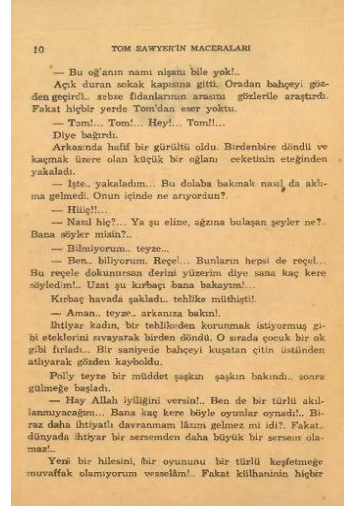 10 TOM SAWYER'İN MACERALARI
— Bu oğ'anın namı nişanı bile yok!..
Açık duran sokak kapısına gitti. Oradan bahçeyi göz-
den geçirdi.. sebze fidanlarının arasını gözlerile araştırdı.
Fakat hiçbir yerde Tom'dan eser yoktu.
— Tom!... Tom!... Hey!... Tom!!...
Diye bağırdı.
Arkasında hafif bir gürültü oldu. Birdenbire döndü ve
kaçmak üzere olan küçük bir oğlanı ceketinin eteğinden
yakaladı.
— İşte.. yakaladım... Bu dolaba bakmak nasıl da aklı-
ma gelmedi. Onun içinde ne arıyordun?.
— Hiiiç!!...
— Nasıl hiç?... Ya şu eline, ağzına bulaşan şeyler ne?..
Bana söyler misin?..
— Bilmiyorum.. teyze...
— Ben.. biliyorum. Reçel... Bunların hepsi de reçel...
Bu reçele dokunursan derini yüzerim diye sana kaç kere
söyledim!.. Uzat şu kırbaçı bana bakayım!...
Kırbaç havada şakladı.. tehlike müthişti!.
— Aman.. teyze.. arkanıza bakın!.
İhtiyar kadın, bir tehlikeden korunmak istiyormuş gi-
bi eteklerini sıvayarak birden döndü. O sırada çocuk bir ok
gibi fırladı... Bir saniyede bahçeyi kuşatan çitin üstünden
atlıyarak gözden kayboldu.
Polly teyze bir müddet şaşkın şaşkın bakındı.. sonra
gülmeğe başladı.
— Hay Allah iyiliğini versin!.. Ben de bir türlü akıl-
lanmıyacağım... Bana kaç kere böyle oyunlar oynadı!.. Bi-
raz daha ihtiyatlı davranmam lâzım gelmez mi idi?. Fakat..
dünyada ihtiyar bir sersemden daha büyük bir sersem ola-
maz!..
Yeni bir hilesini, bir oyununu bir türlü keşfetmeğe
muvaffak olamıyorum vesselâm!.. Fakat külhaninin hiçbir